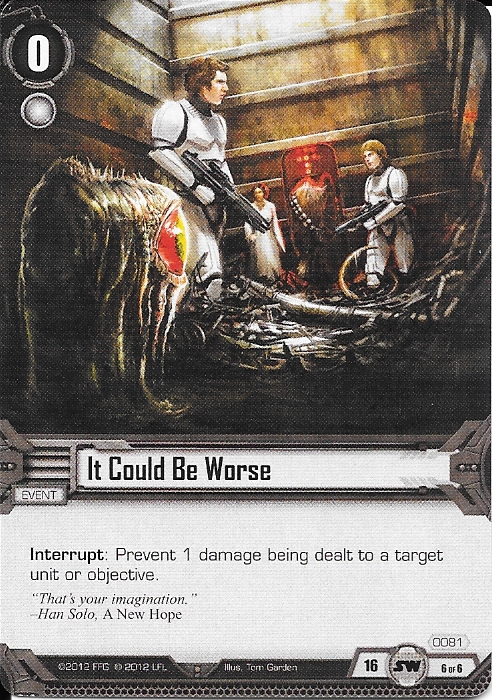 0
It Could Be Worse
EVENT
Interrupt: Prevent 1 damage being dealt to a target
unit or objective.
“That’s your imagination.”
–Han Solo, A New Hope
0081
©2012 FFG © 2012 LFL Illus. Tom Garden 16 SW 6 OF 6